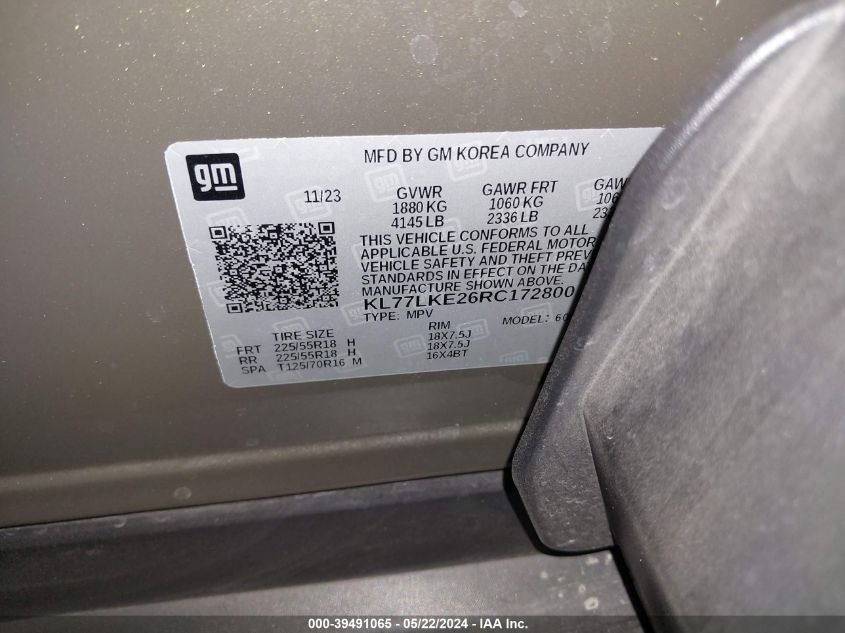 gm
MFD BY GM KOREA COMPANY
11/23
GVWR
1880 KG
4145 LB
GAWR FRT
1060 KG
2336 LB
THIS VEHICLE CONFORMS TO ALL
APPLICABLE U.S. FEDERAL MOTOR
VEHICLE SAFETY AND THEFT
STANDARDS IN EFFECT ON THE
MANUFACTURE SHOWN ABOVE.
KL77LKE26RC172800
TYPE: MPV MODEL:
TIRE SIZE RIM
FRT 225/55R18 H 18X7.5J
RR 225/55R18 H 18X7.5J
SPA T125/70R16 M 16X4BT
000-39491065 - 05/22/2024 - IAA Inc.